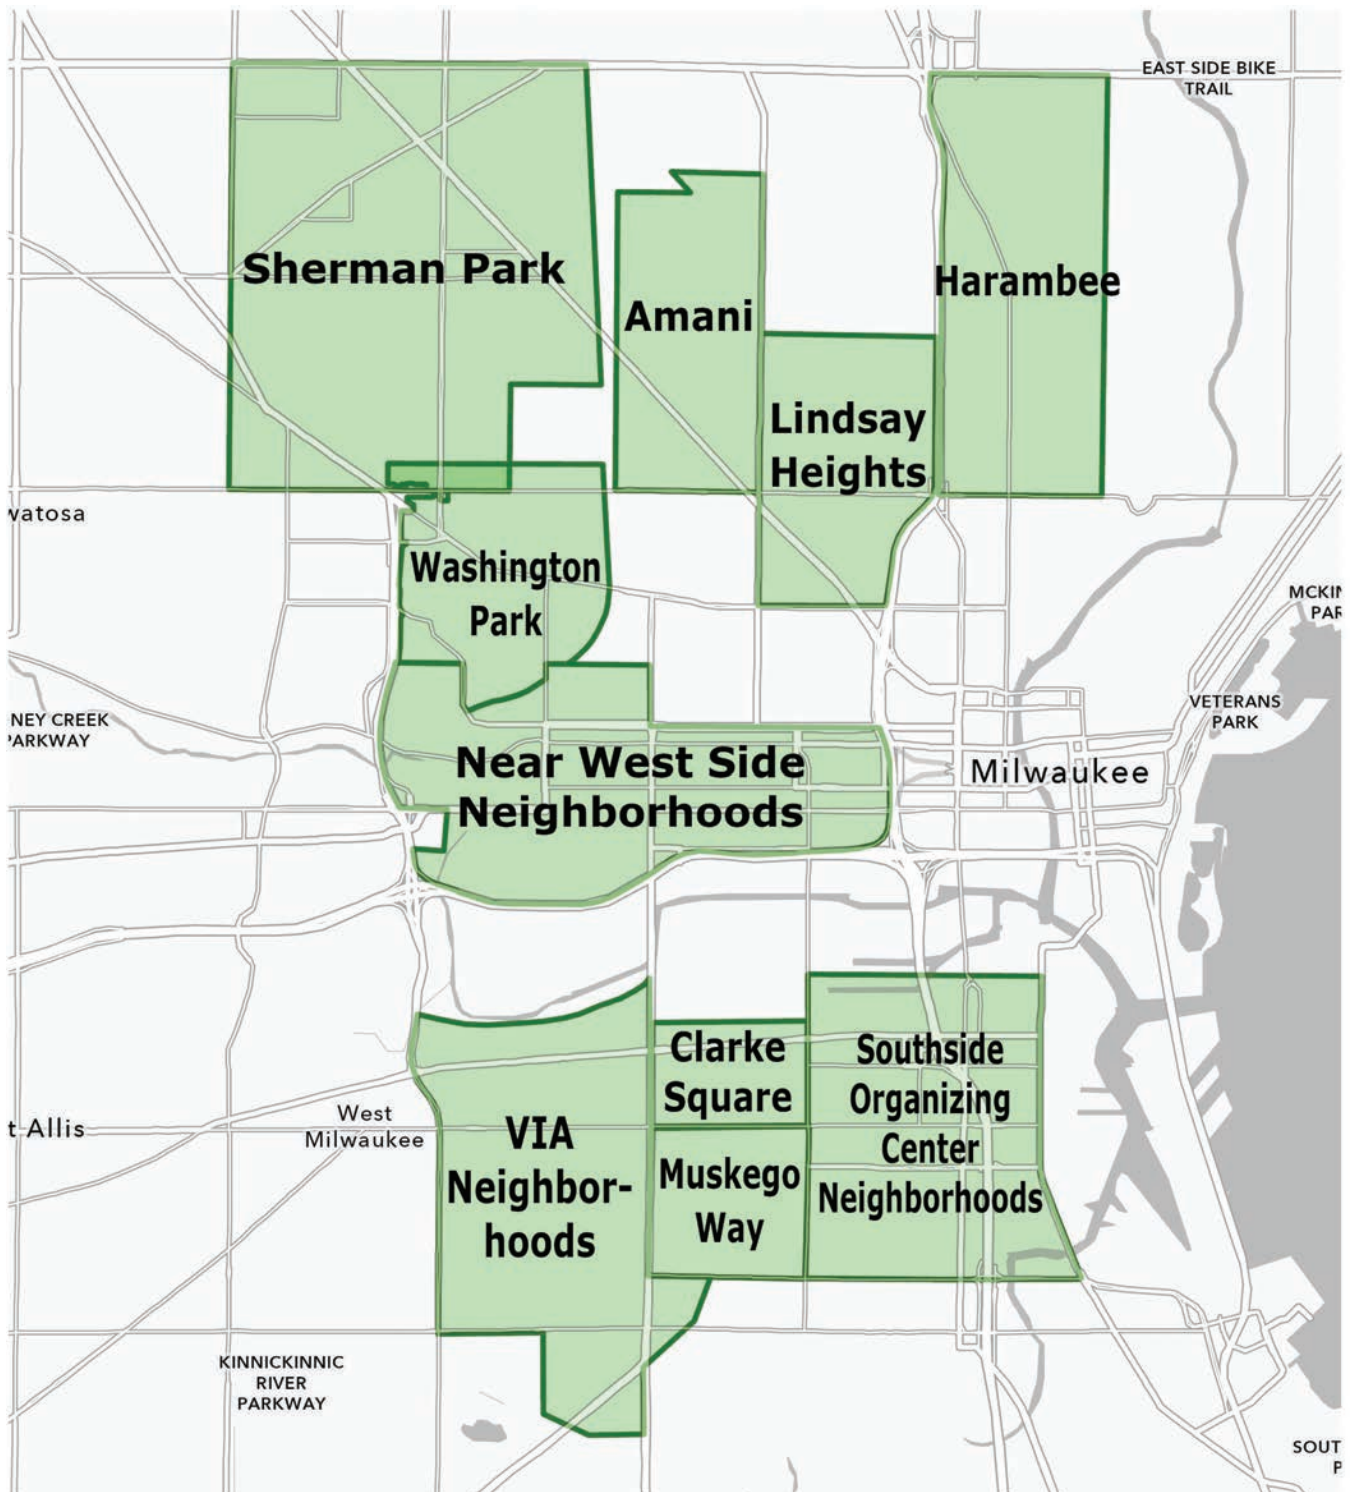 EAST SIDE BIKE
TRAIL
Sherman Park
Harambee
Amani
Lindsay
Heights
watosa
Washington
Park
MCKIN
PAR
NEY CREEK
PARKWAY
VETERANS
PARK
Near West Side
Neighborhoods
Milwaukee
Clarke
Square
Southside
Organizing
Center
Neighborhoods
West
Milwaukee
t Allis
VIA
Neighbor-
hoods
Muskego
Way
KINNICKINNIC
RIVER
PARKWAY
SOUT
P